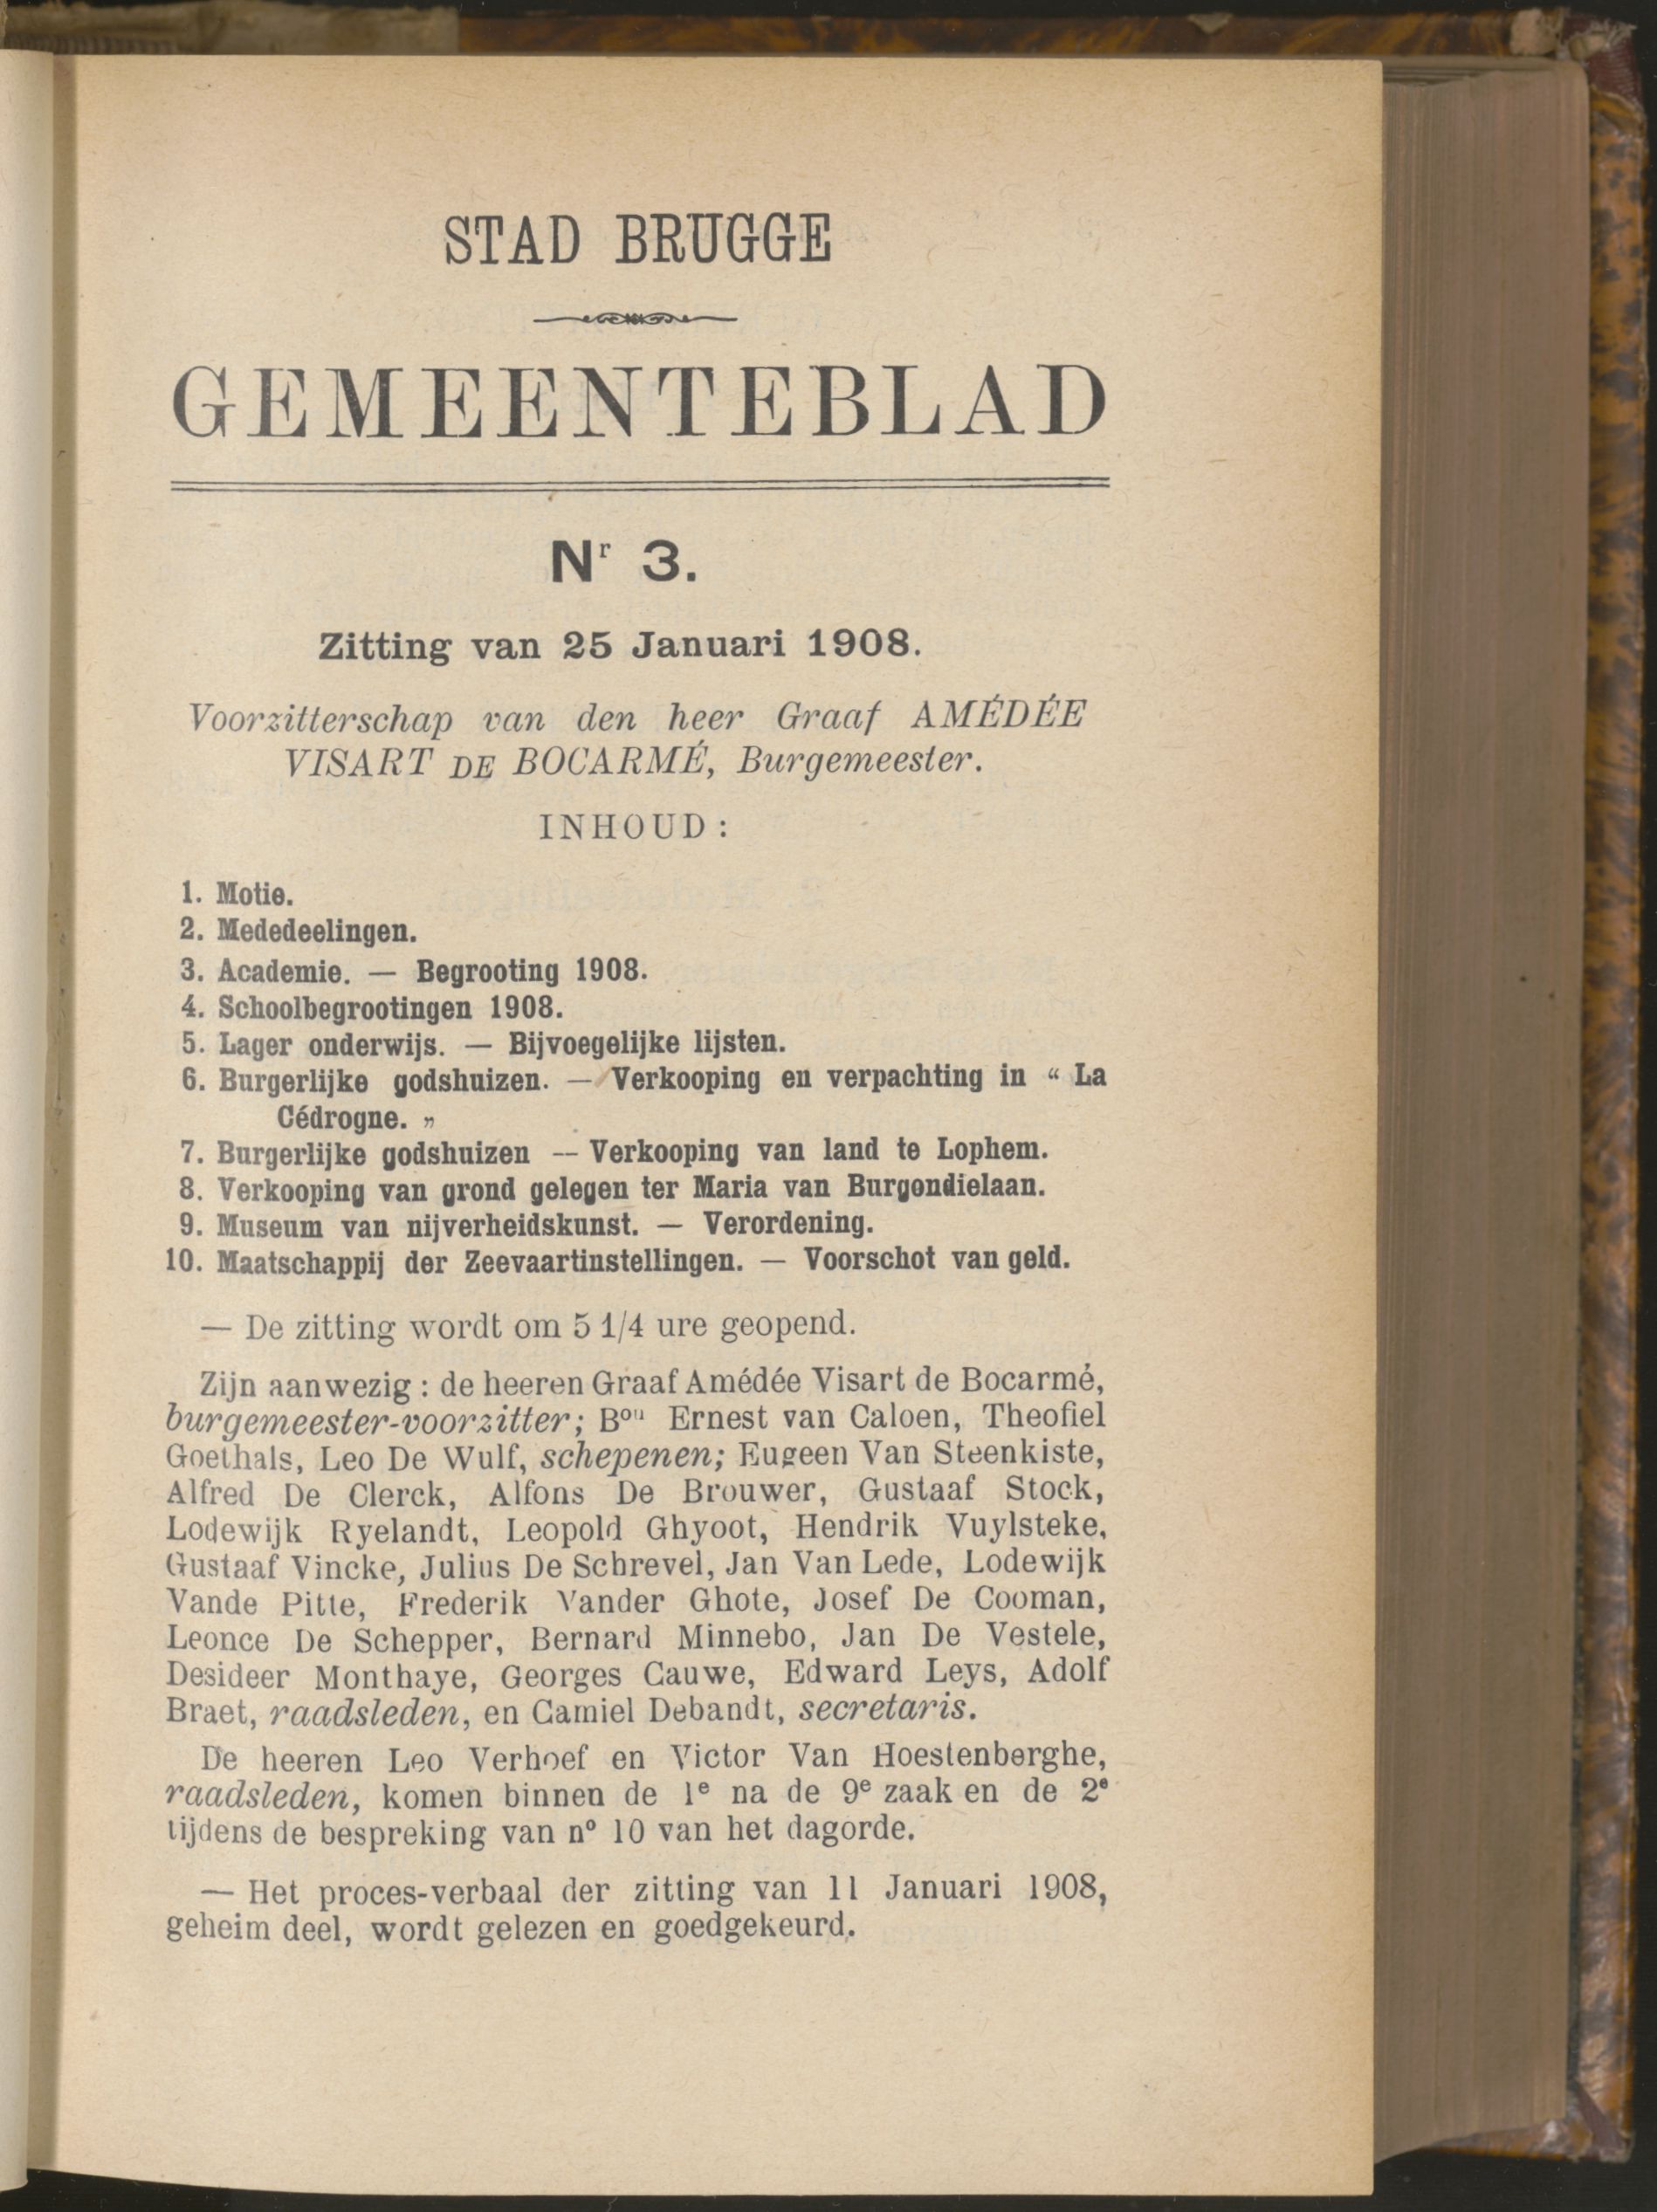 STAD BRUGGE
GEMEENTEBLAD
Nr 3.
Zitting van 25 Januari 1908.
Voorzitterschap van den heer Graaf AMÉDÉE
VISART DE BOCARMÉ, Burgemeester.
INHOUD :
1. Motie.
2. Mededeelingen.
3. Academie. — Begrooting 1908.
4. Schoolbegrootingen 1908.
5. Lager onderwijs. — Bijvoegelijke lijsten.
6. Burgerlijke godshuizen. — Verkooping en verpachting in “ La
Cédrogne. „
7. Burgerlijke godshuizen — Verkooping van land te Lophem.
8. Verkooping van grond gelegen ter Maria van Burgondielaan.
9. Museum van nijverheidskunst. — Verordening.
10. Maatschappij der Zeevaartinstellingen. — Voorschot van geld.
— De zitting wordt om 5 1/4 ure geopend.
Zijn aanwezig : de heeren Graaf Amédée Visart de Bocarmé,
burgemeester-voorzitter ; Bon Ernest van Caloen, Theofiel
Goethals, Leo De Wulf, schepenen; Eugeen Van Steenkiste,
Alfred De Clerck, Alfons De Brouwer, Gustaaf Stock,
Lodewijk Ryelandt, Leopold Ghyoot, Hendrik Vuylsteke,
Gustaaf Vincke, Julius De Schrevel, Jan Van Lede, Lodewijk
Vande Pitte, Frederik Vander Ghote, Josef De Cooman,
Leonce De Schepper, Bernard Minnebo, Jan De Vestele,
Desideer Monthaye, Georges Cauwe, Edward Leys, Adolf
Braet, raadsleden, en Camiel Debandt, secretaris.
De heeren Leo Verhoef en Victor Van Hoestenberghe,
raadsleden, komen binnen de 1e na de 9e zaak en de 2e
tijdens de bespreking van nº 10 van het dagorde.
— Het proces-verbaal der zitting van 11 Januari 1908,
geheim deel, wordt gelezen en goedgekeurd.